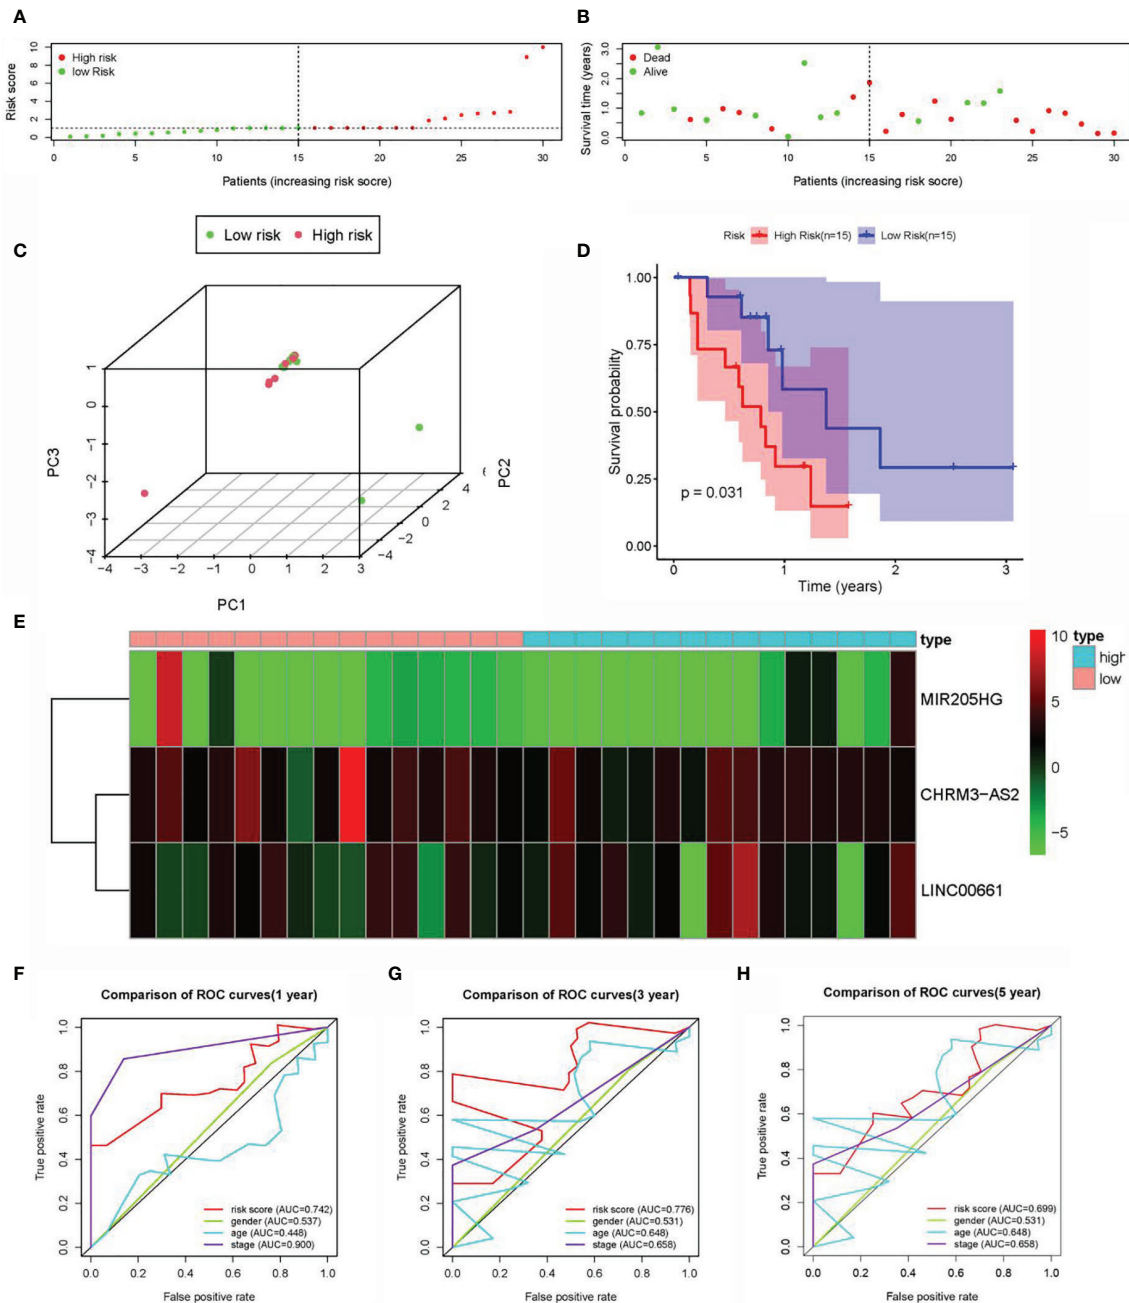 A
B
10
8
6
4
2
0
Risk score
High risk
low Risk
0 5 10 15 20 25 30
Patients (increasing risk socre)
3.0
2.0
1.0
0.0
Survival time (years)
Dead
Alive
0 5 10 15 20 25 30
Patients (increasing risk socre)
C
Low risk
High risk
1
0
−1
−2
−3
−4
PC3
−4 −3 −2 −1 0 1 2 3
PC1
−4
−2
0
2
4
PC2
D
Risk High Risk(n=15) Low Risk(n=15)
1.00
0.75
0.50
0.25
0.00
Survival probability
p = 0.031
0 1 2 3
Time (years)
E
type
MIR205HG
CHRM3−AS2
LINC00661
10
5
0
−5
type
high
low
F
Comparison of ROC curves(1 year)
1.0
0.8
0.6
0.4
0.2
0.0
True positive rate
risk score (AUC=0.742)
gender (AUC=0.537)
age (AUC=0.448)
stage (AUC=0.900)
0.0 0.2 0.4 0.6 0.8 1.0
False positive rate
G
Comparison of ROC curves(3 year)
1.0
0.8
0.6
0.4
0.2
0.0
True positive rate
risk score (AUC=0.776)
gender (AUC=0.531)
age (AUC=0.648)
stage (AUC=0.658)
0.0 0.2 0.4 0.6 0.8 1.0
False positive rate
H
Comparison of ROC curves(5 year)
1.0
0.8
0.6
0.4
0.2
0.0
True positive rate
risk score (AUC=0.699)
gender (AUC=0.531)
age (AUC=0.648)
stage (AUC=0.658)
0.0 0.2 0.4 0.6 0.8 1.0
False positive rate